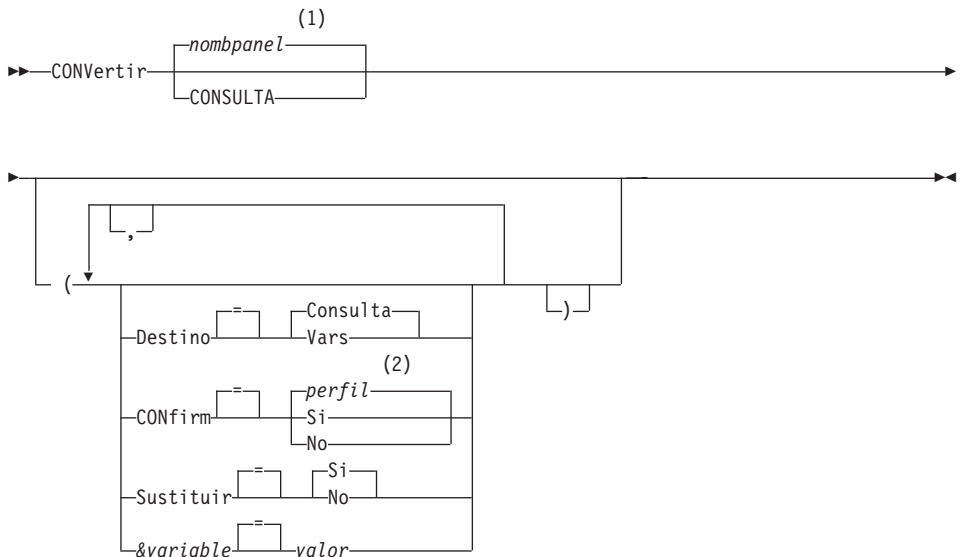 (1)
nombpanel
CONVertir
CONSULTA
,
(
)
= Consulta
Destino Vars
(2)
= perfil
CONfirm Si
No
= Si
Sustituir No
=
&variable valor